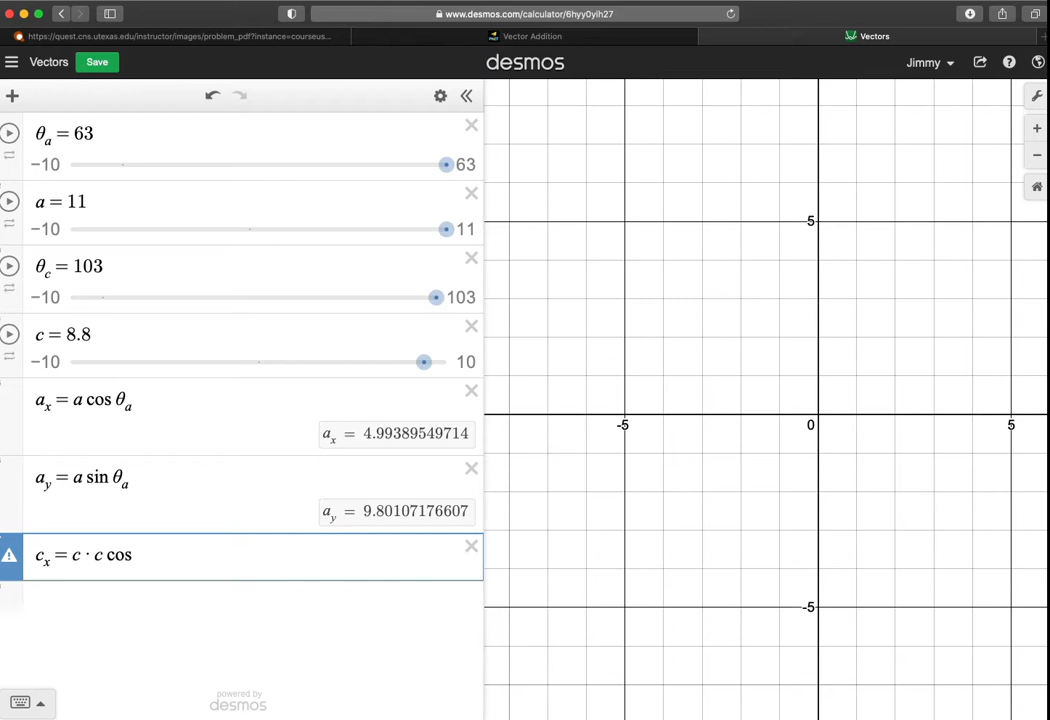 www.desmos.com/calculator/6hyy0yih27
https://quest.cns.utexas.edu/instructor/images/problem_pdf?instance=courseus...
Vector Addition
Vectors
Vectors
Save
desmos
Jimmy
θa = 63
−10
63
a = 11
−10
11
θc = 103
−10
103
c = 8.8
−10
10
ax = a cos θa
ax = 4.99389549714
ay = a sin θa
ay = 9.80107176607
cx = c · c cos
powered by
desmos
5
-5
0
5
-5